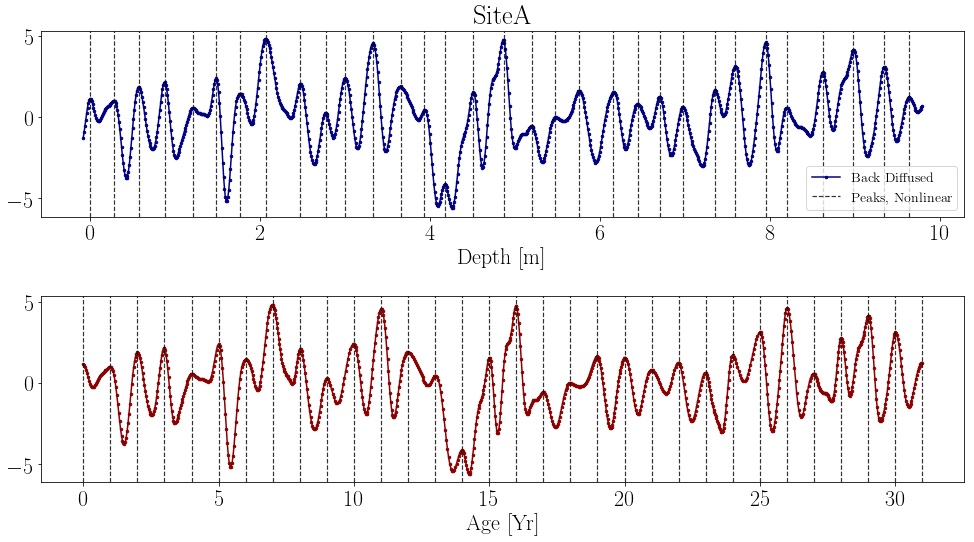 SiteA
5
0
−5
Back Diffused
Peaks, Nonlinear
0 2 4 6 8 10
Depth [m]
5
0
−5
0 5 10 15 20 25 30
Age [Yr]